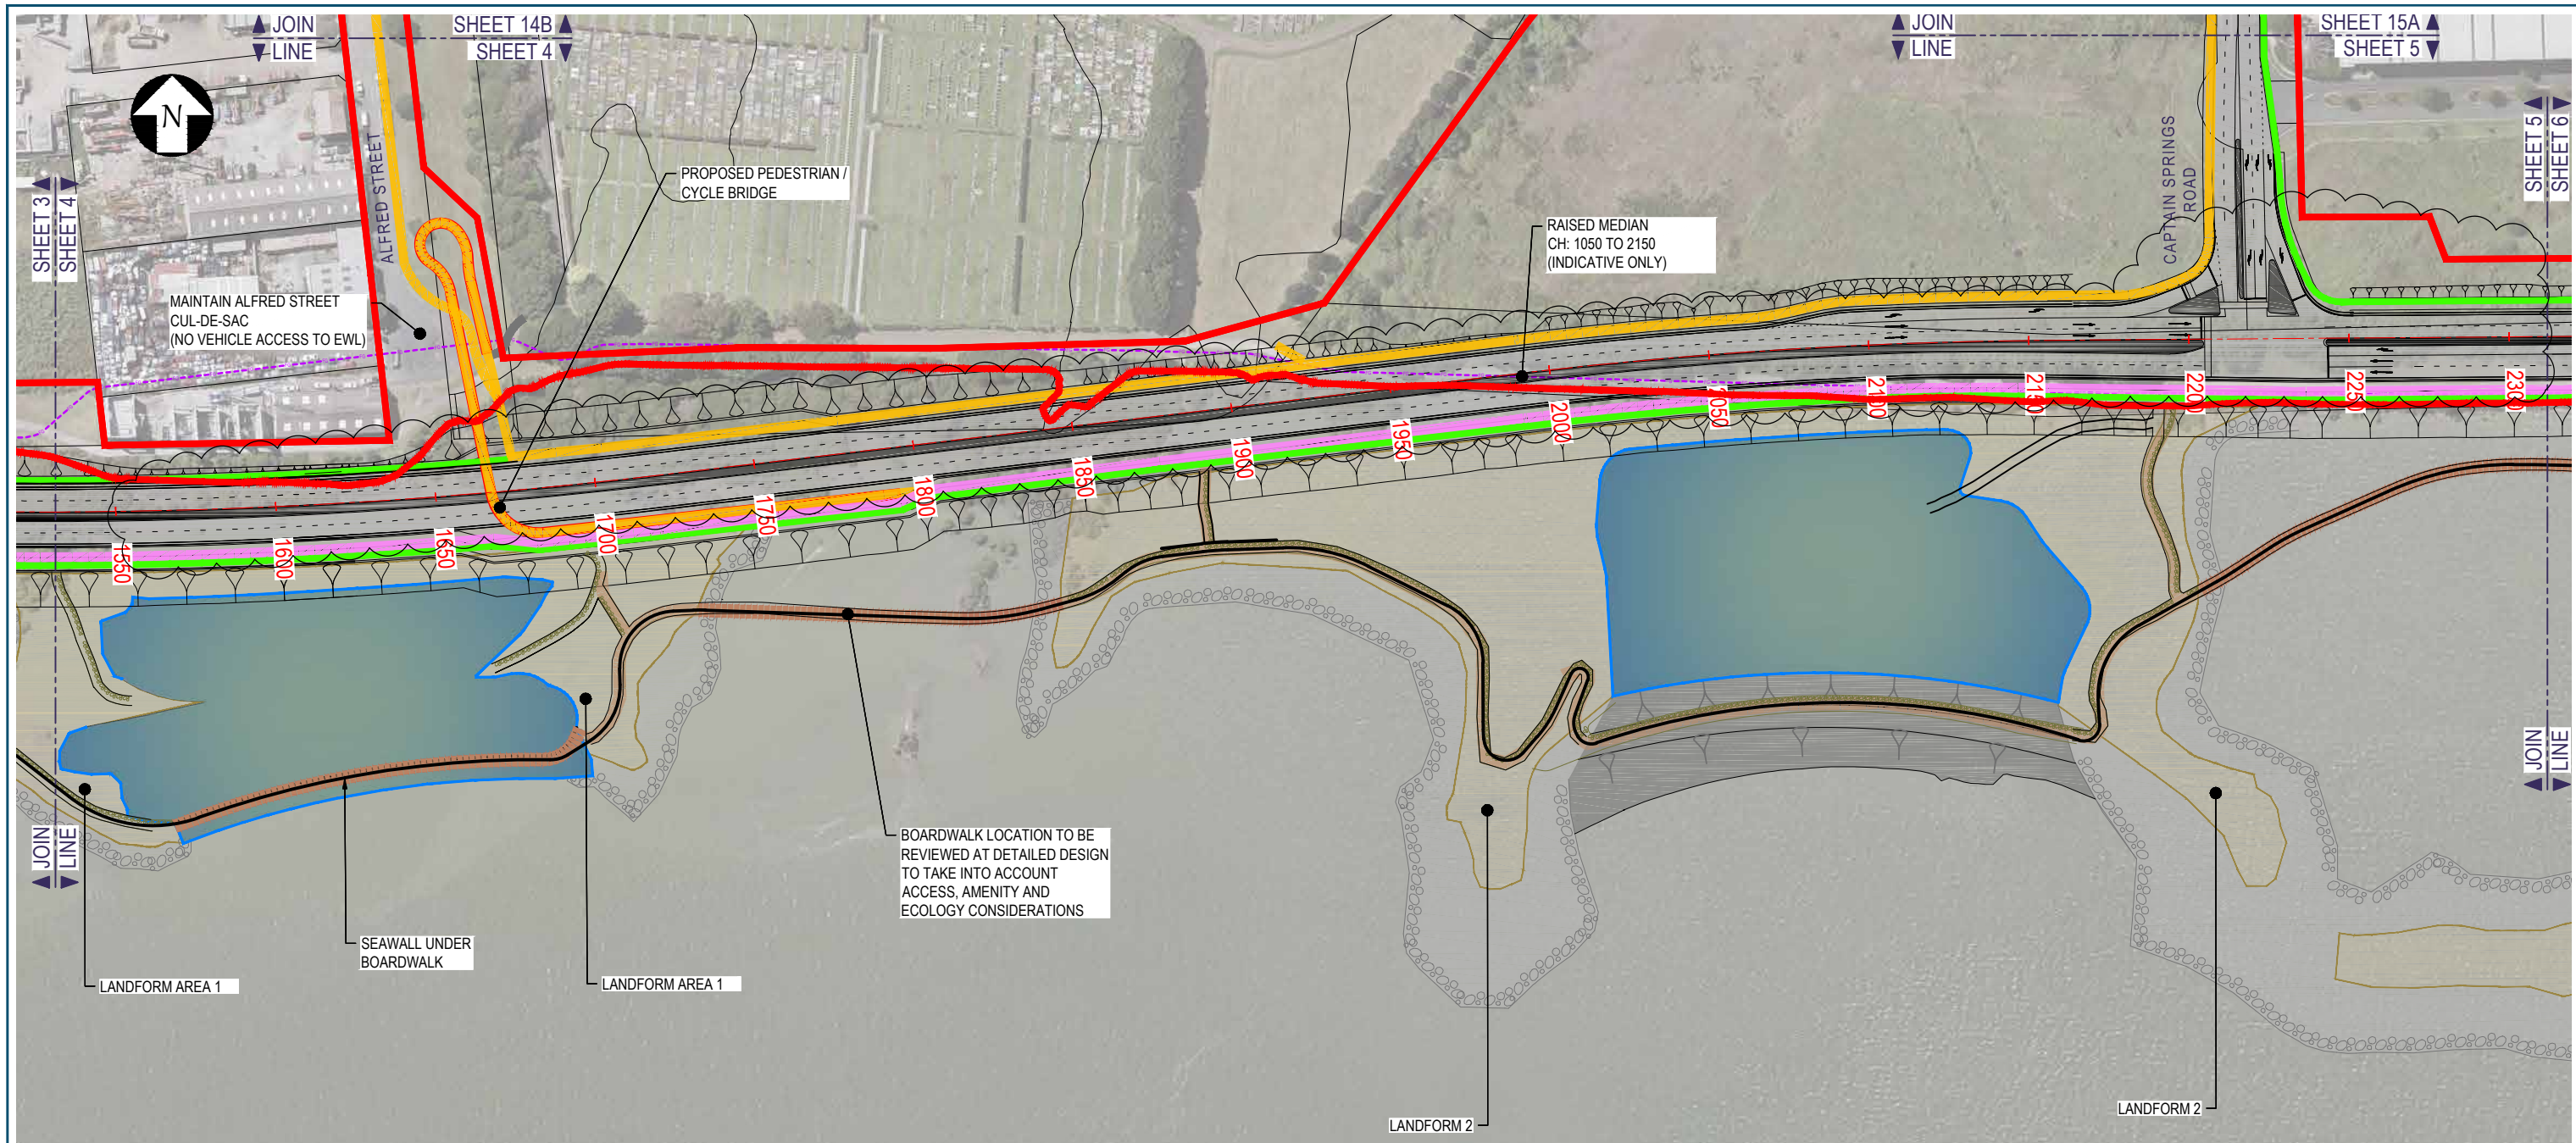 JOIN
LINE
SHEET 14B
SHEET 4
JOIN
LINE
SHEET 15A
SHEET 5
N
SHEET 3
SHEET 4
ALFRED STREET
PROPOSED PEDESTRIAN /
CYCLE BRIDGE
CAPTAIN SPRINGS
ROAD
SHEET 5
SHEET 6
RAISED MEDIAN
CH: 1050 TO 2150
(INDICATIVE ONLY)
MAINTAIN ALFRED STREET
CUL-DE-SAC
(NO VEHICLE ACCESS TO EWL)
1550
1600
1650
1700
1750
1800
1850
1900
1950
2000
2050
2100
2150
2200
2250
2300
JOIN
LINE
JOIN
LINE
BOARDWALK LOCATION TO BE
REVIEWED AT DETAILED DESIGN
TO TAKE INTO ACCOUNT
ACCESS, AMENITY AND
ECOLOGY CONSIDERATIONS
SEAWALL UNDER
BOARDWALK
LANDFORM AREA 1
LANDFORM AREA 1
LANDFORM 2
LANDFORM 2